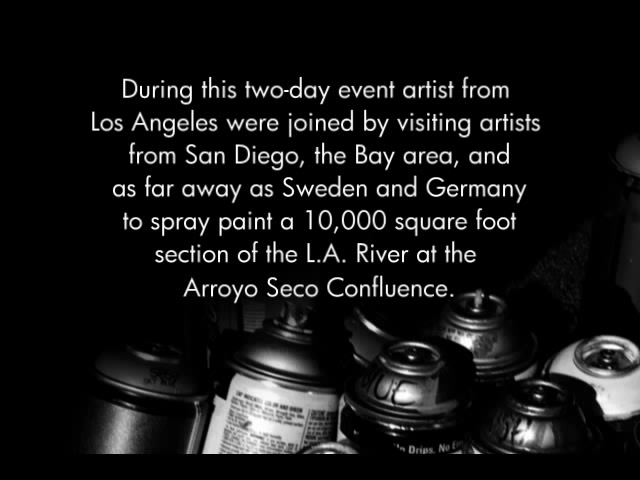 During this two-day event artist from
Los Angeles were joined by visiting artists
from San Diego, the Bay area, and
as far away as Sweden and Germany
to spray paint a 10,000 square foot
section of the L.A. River at the
Arroyo Seco Confluence.
Drips, No